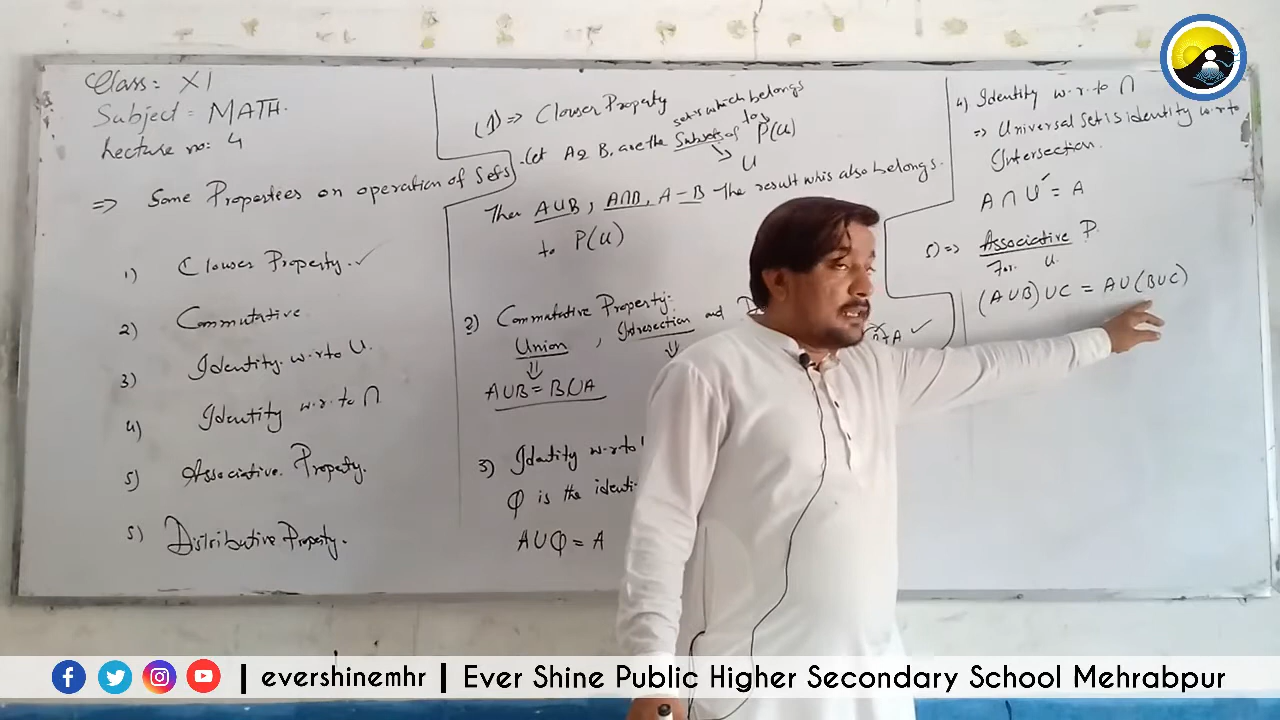 Class: XI
Subject = MATH.
Lecture no: 4
=> Some Propertees on operation of Sets
1) Clouser Property. ✓
2) Commutative
3) Identity w.r to U.
4) Identity w.r.to ∩
5) Associative Property.
5) Distributive Property.
(1) => Clouser Property
sets which belongs to
Let A & B, are the Subsets of P(U)
U
Then A∪B, A∩B, A-B The result whis also belongs.
to P(U)
2) Commutative Property:
Union, Intresection and
⇓ ⇓
A∪B = B∪A
3) Idatity w.r to
φ is the identi
A∪φ = A
A ✓
4) Identity w.r.to ∩
=> Universal set is identity w.r to
Intersection.
A ∩ U = A
5) => Associative P.
For. U.
(A∪B)∪C = A∪(B∪C)
| evershinemhr | Ever Shine Public Higher Secondary School Mehrabpur